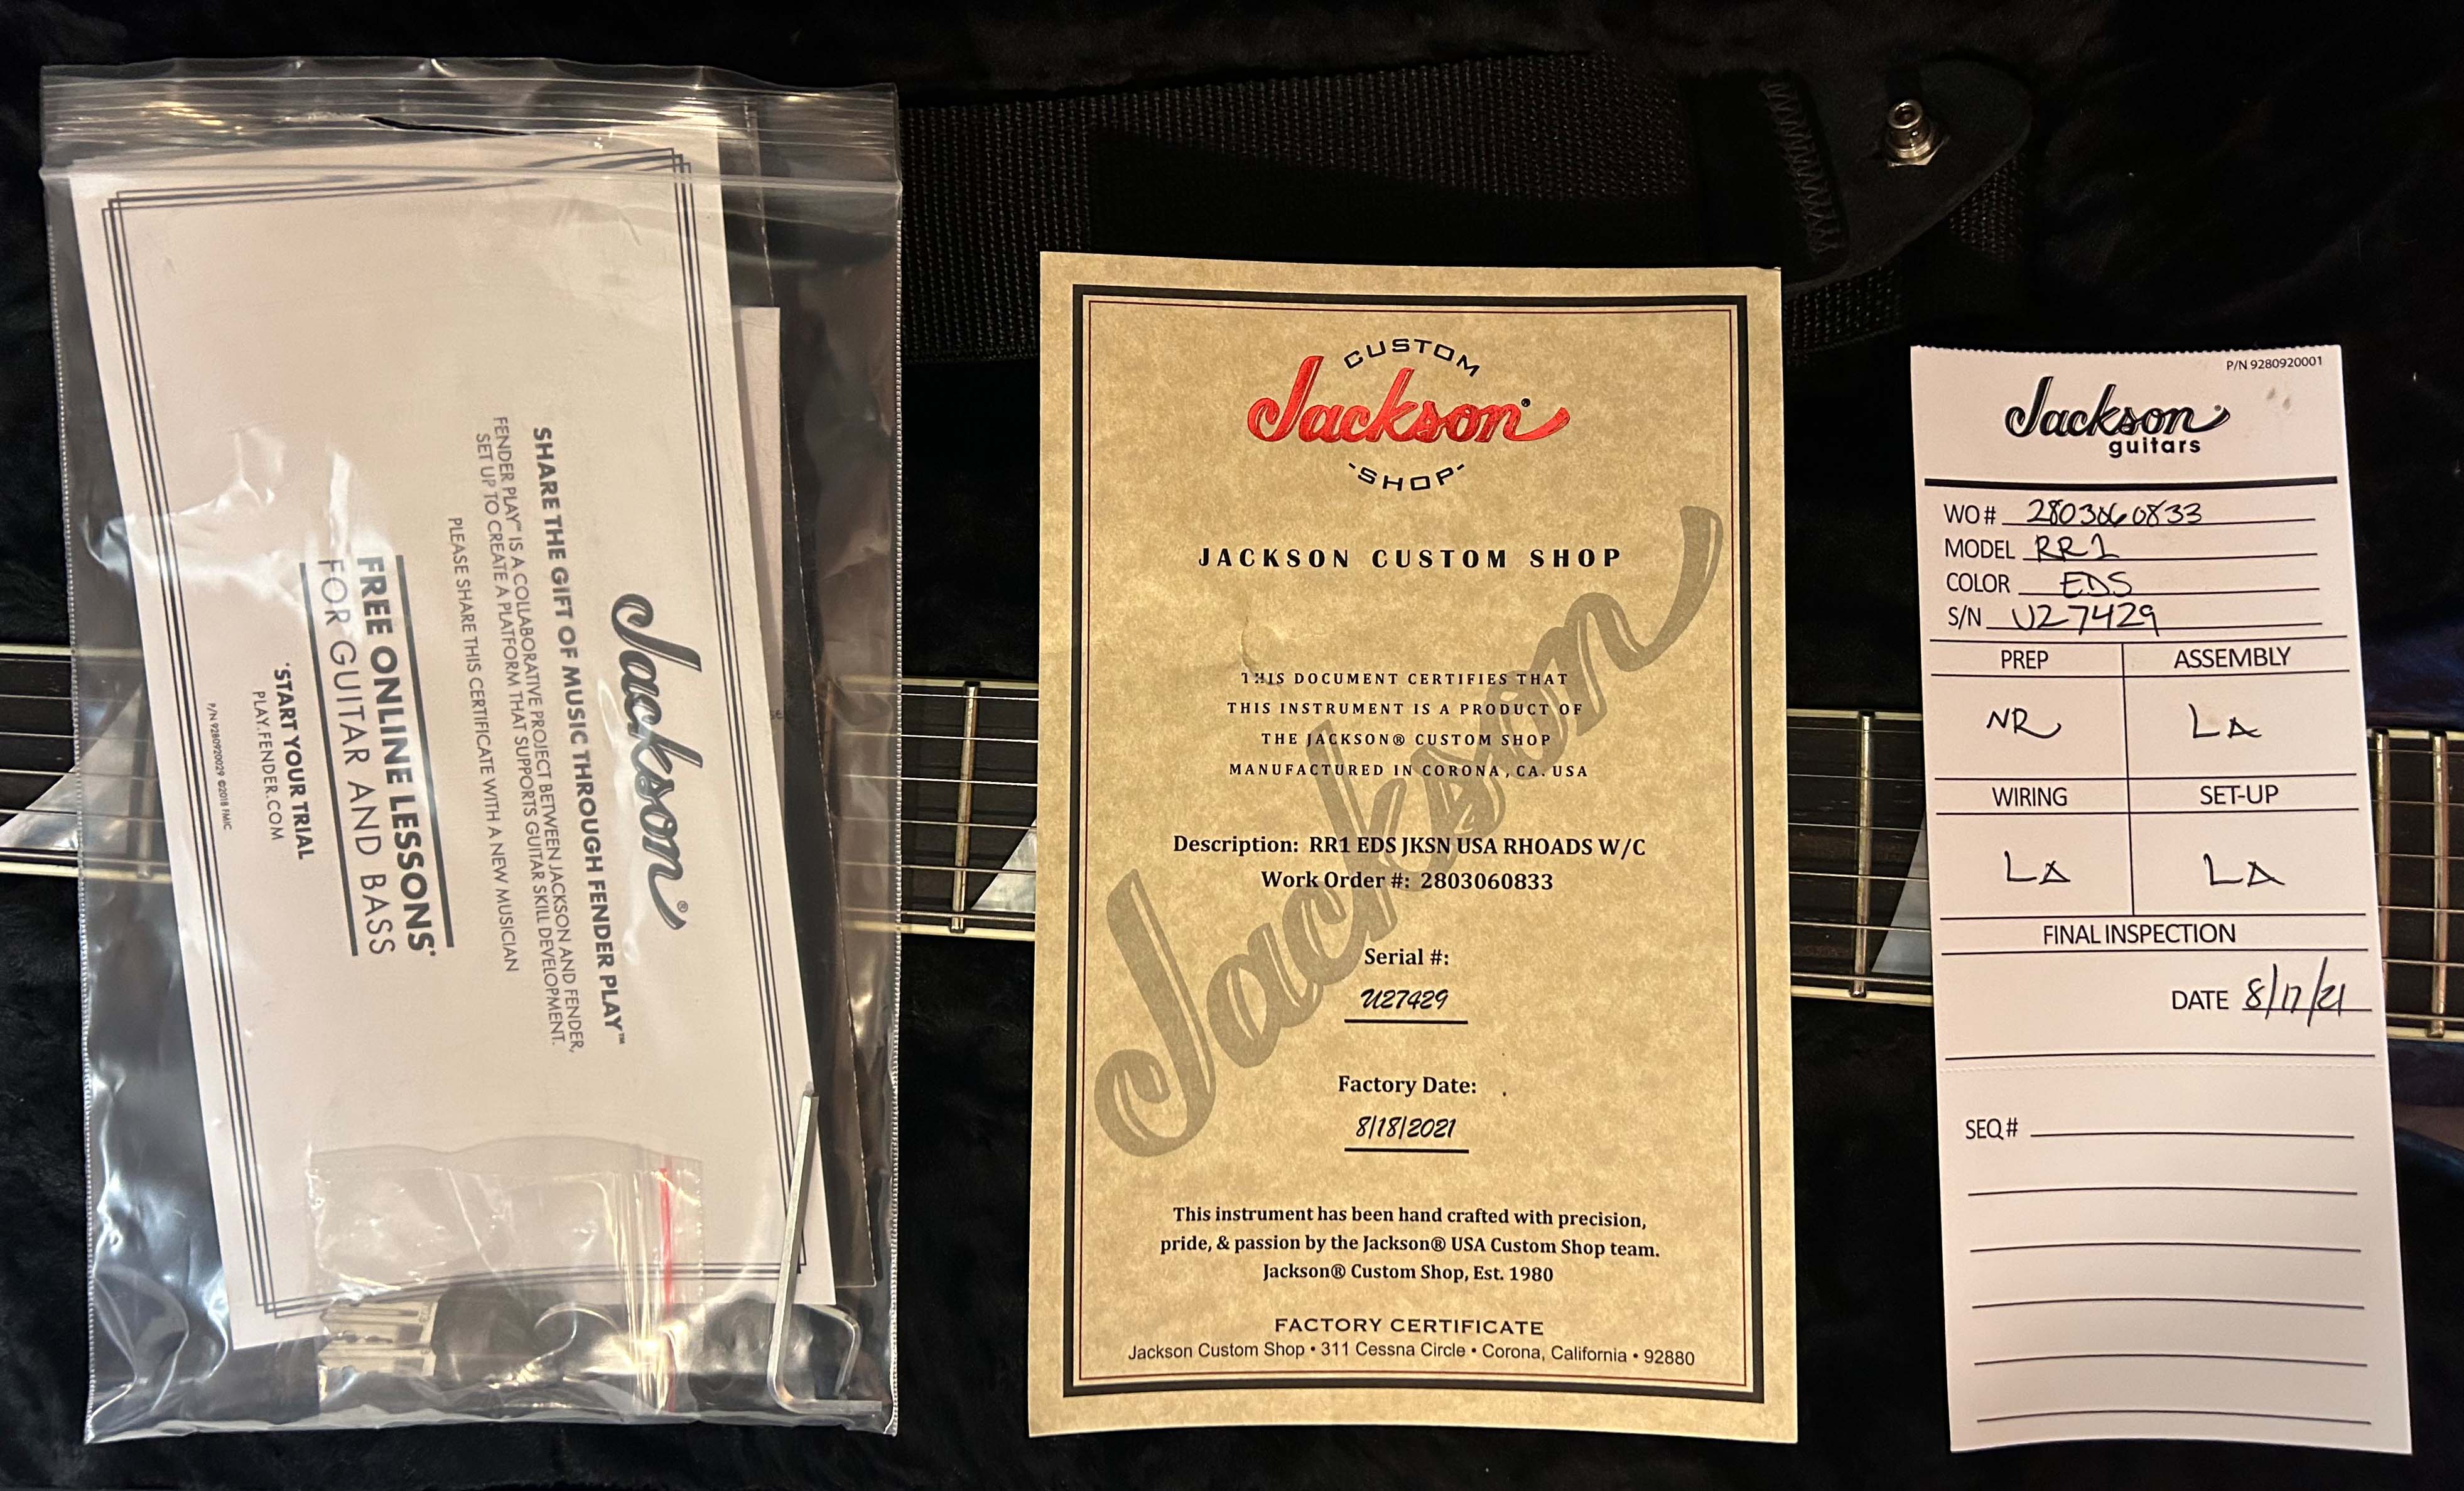 Jackson®
SHARE THE GIFT OF MUSIC THROUGH FENDER PLAY™
FENDER PLAY™ IS A COLLABORATIVE PROJECT BETWEEN JACKSON AND FENDER,
SET UP TO CREATE A PLATFORM THAT SUPPORTS GUITAR SKILL DEVELOPMENT.
PLEASE SHARE THIS CERTIFICATE WITH A NEW MUSICIAN
FREE ONLINE LESSONS*
FOR GUITAR AND BASS
*START YOUR TRIAL
PLAY.FENDER.COM
P/N 9280920029 ©2018 FMIC
CUSTOM
Jackson®
SHOP
JACKSON CUSTOM SHOP
Jackson
THIS DOCUMENT CERTIFIES THAT
THIS INSTRUMENT IS A PRODUCT OF
THE JACKSON® CUSTOM SHOP
MANUFACTURED IN CORONA, CA. USA
Description: RR1 EDS JKSN USA RHOADS W/C
Work Order #: 2803060833
Serial #:
U27429
Factory Date:
8/18/2021
This instrument has been hand crafted with precision,
pride, & passion by the Jackson® USA Custom Shop team.
Jackson® Custom Shop, Est. 1980
FACTORY CERTIFICATE
Jackson Custom Shop • 311 Cessna Circle • Corona, California • 92880
P/N 9280920001
Jackson®
guitars
WO# 2803060833
MODEL RR1
COLOR EDS
S/N U27429
PREP ASSEMBLY
NR LA
WIRING SET-UP
LA LA
FINAL INSPECTION
DATE 8/17/21
SEQ#